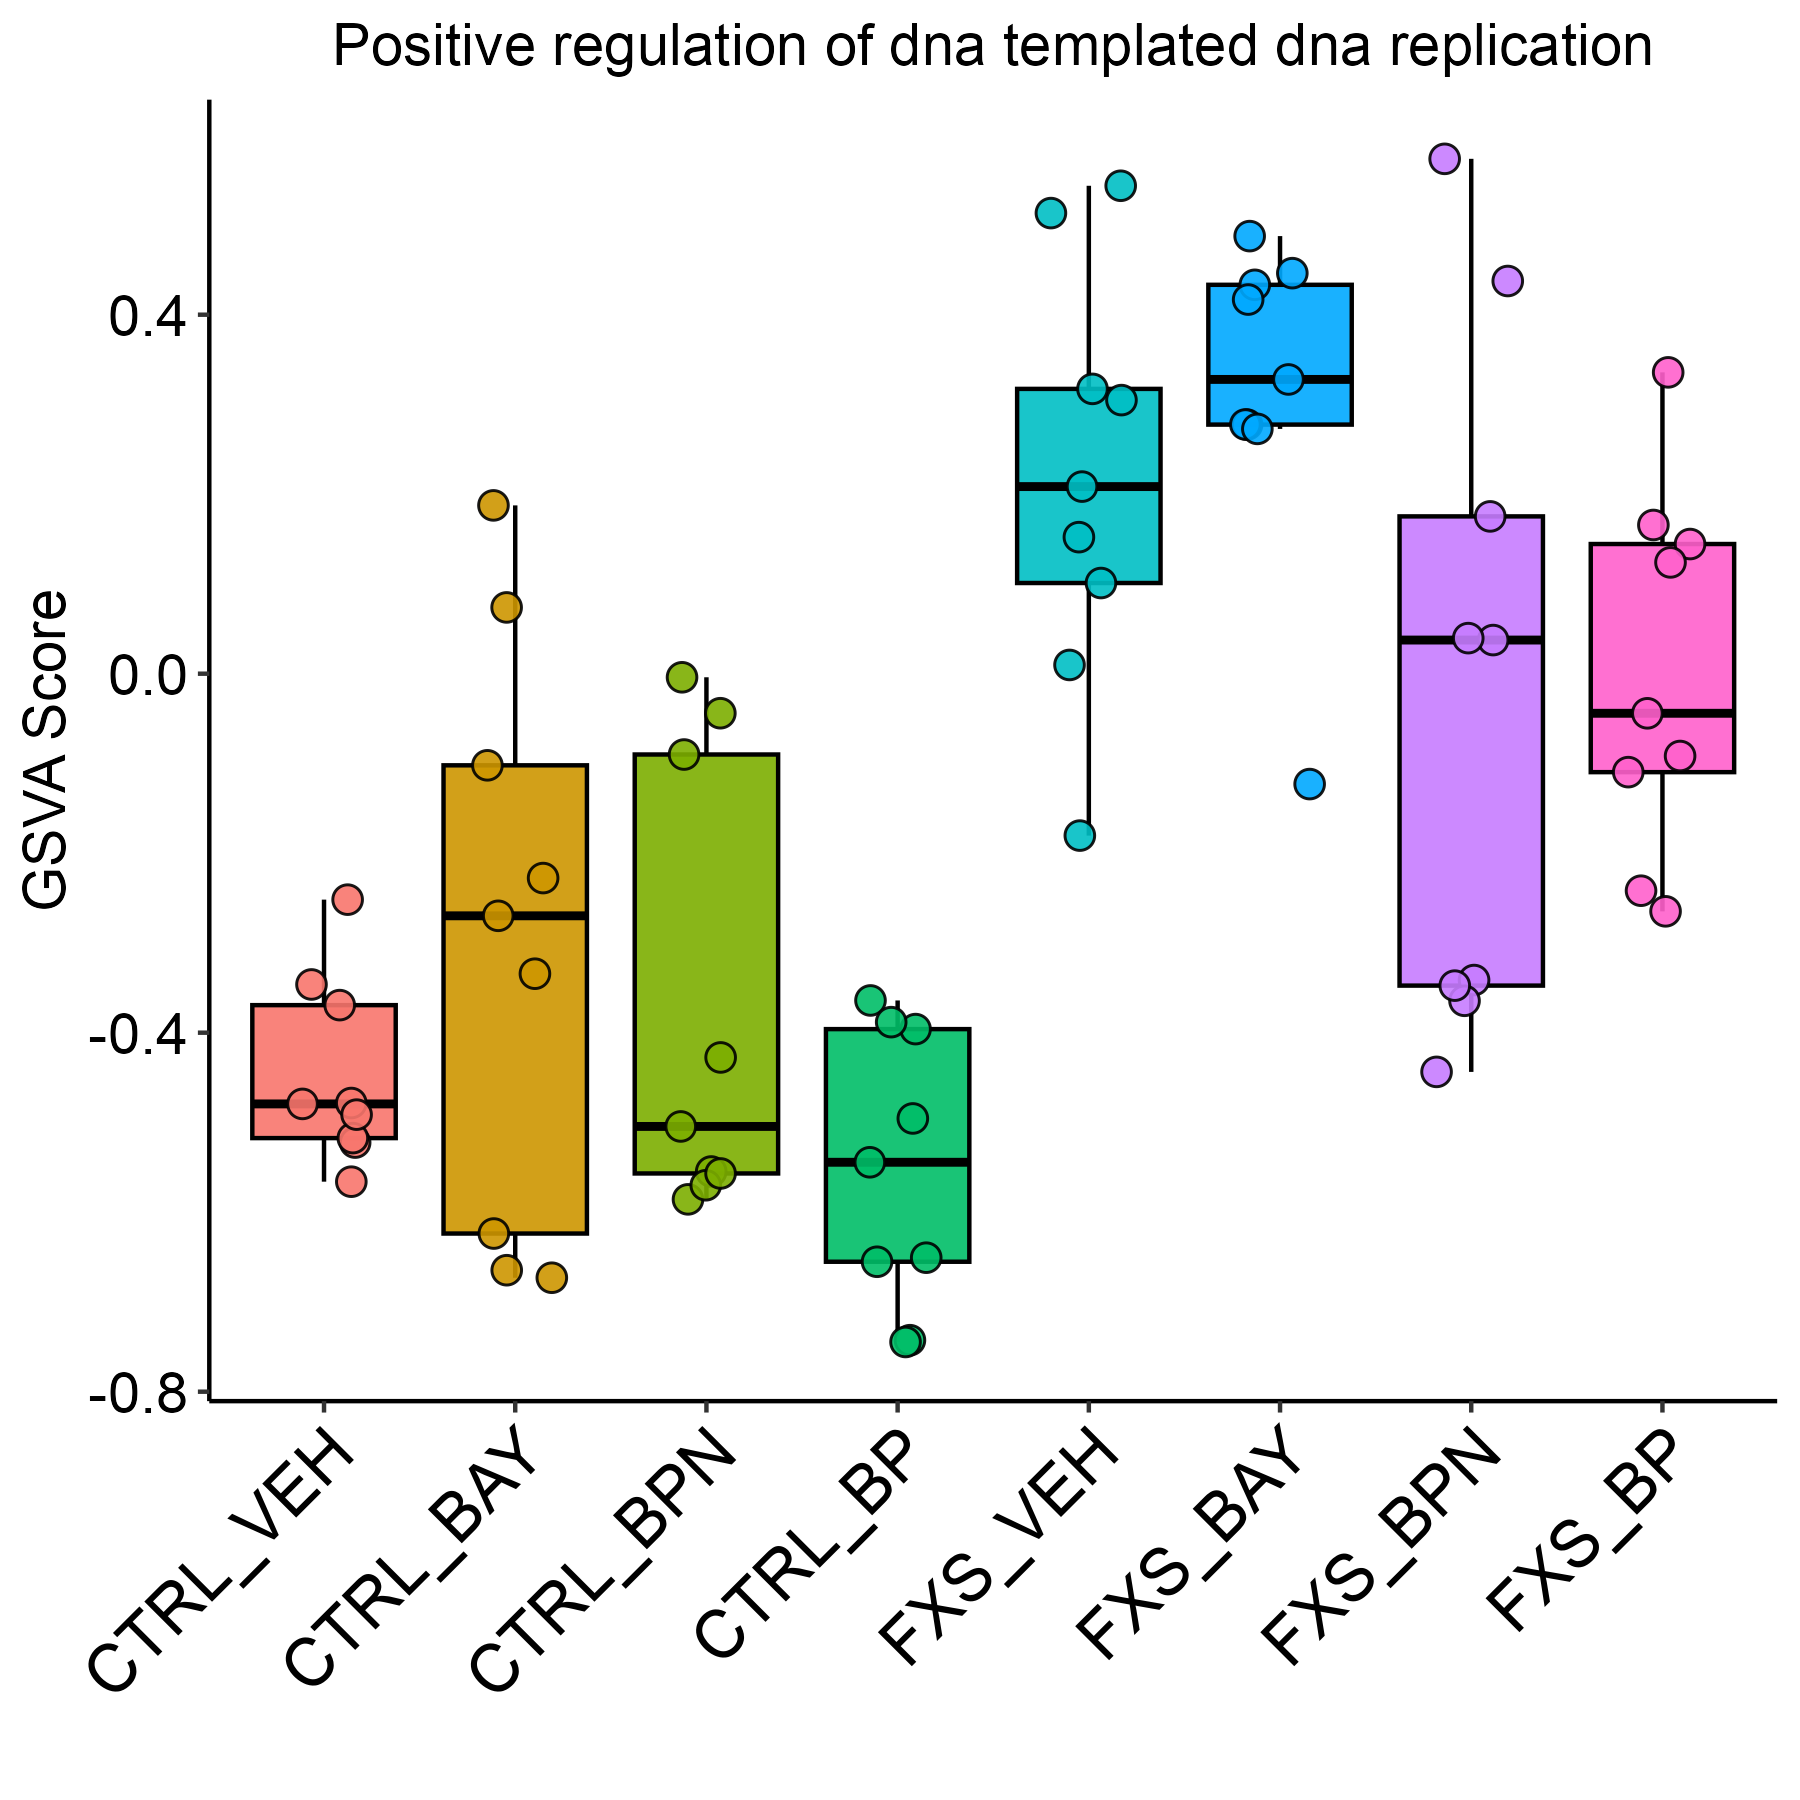 Positive regulation of dna templated dna replication
GSVA Score
0.4
0.0
-0.4
-0.8
CTRL_VEH
CTRL_BAY
CTRL_BPN
CTRL_BP
FXS_VEH
FXS_BAY
FXS_BPN
FXS_BP